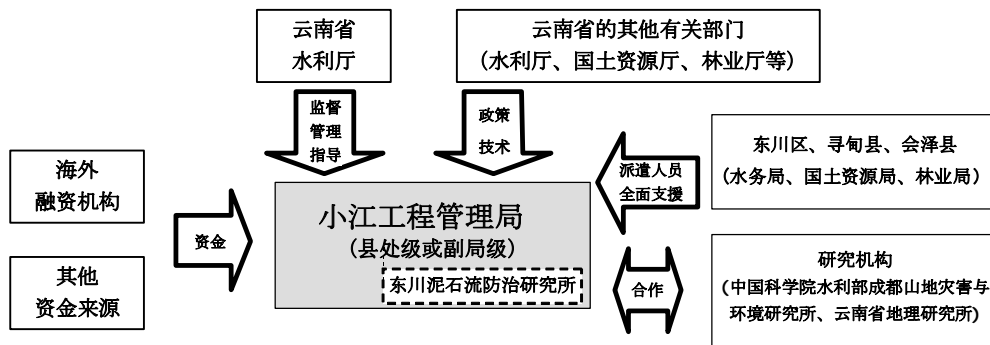 云南省
水利厅
云南省的其他有关部门
(水利厅、国土资源厅、林业厅等)
监督
管理
指导
政策
技术
海外
融资机构
其他
资金来源
资金
小江工程管理局
(县处级或副局级)
东川泥石流防治研究所
派遣人员
全面支援
东川区、寻甸县、会泽县
(水务局、国土资源局、林业局)
合作
研究机构
(中国科学院水利部成都山地灾害与
环境研究所、云南省地理研究所)